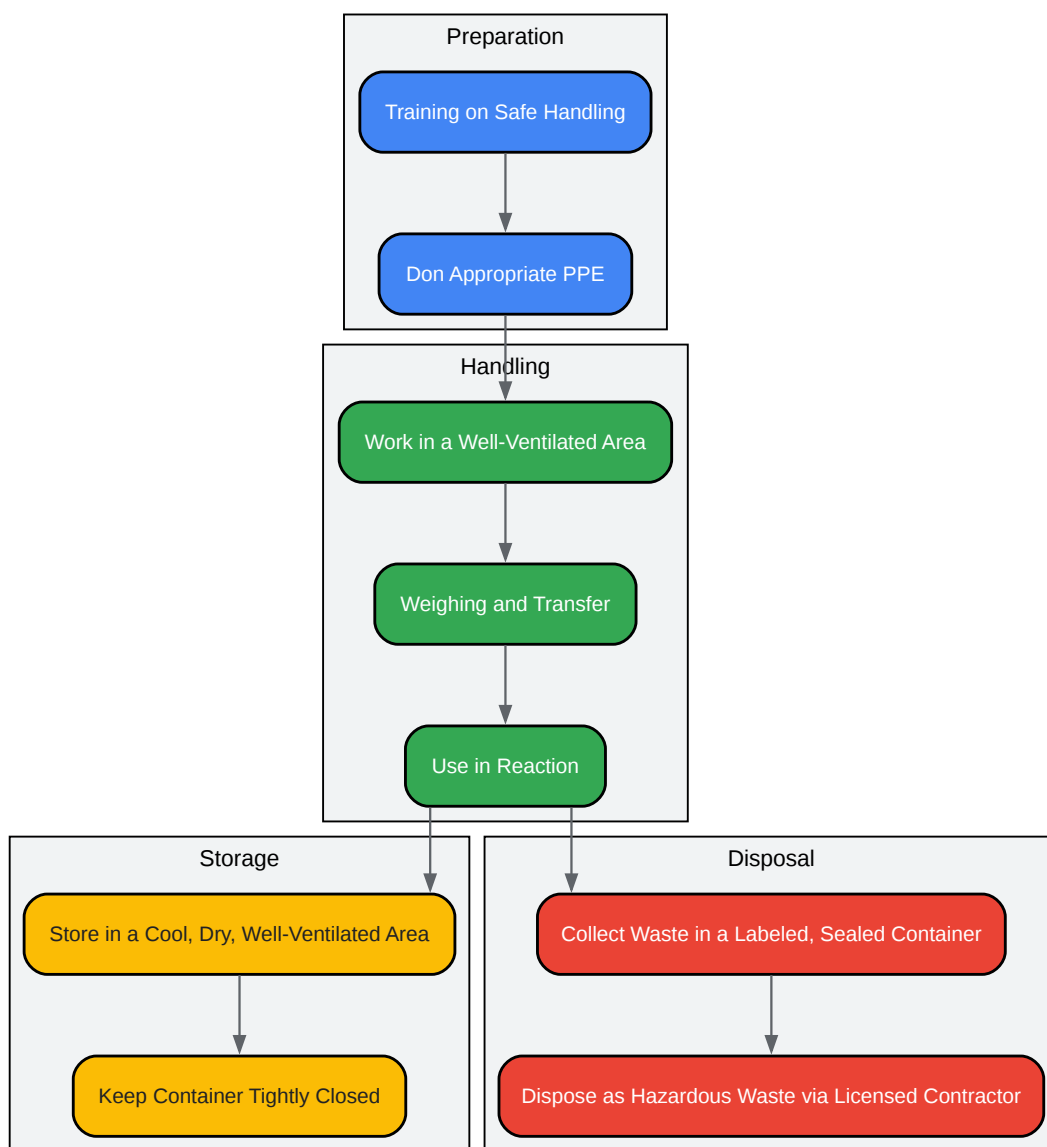 Preparation
Training on Safe Handling
Don Appropriate PPE
Handling
Work in a Well-Ventilated Area
Weighing and Transfer
Use in Reaction
Storage
Store in a Cool, Dry, Well-Ventilated Area
Keep Container Tightly Closed
Disposal
Collect Waste in a Labeled, Sealed Container
Dispose as Hazardous Waste via Licensed Contractor